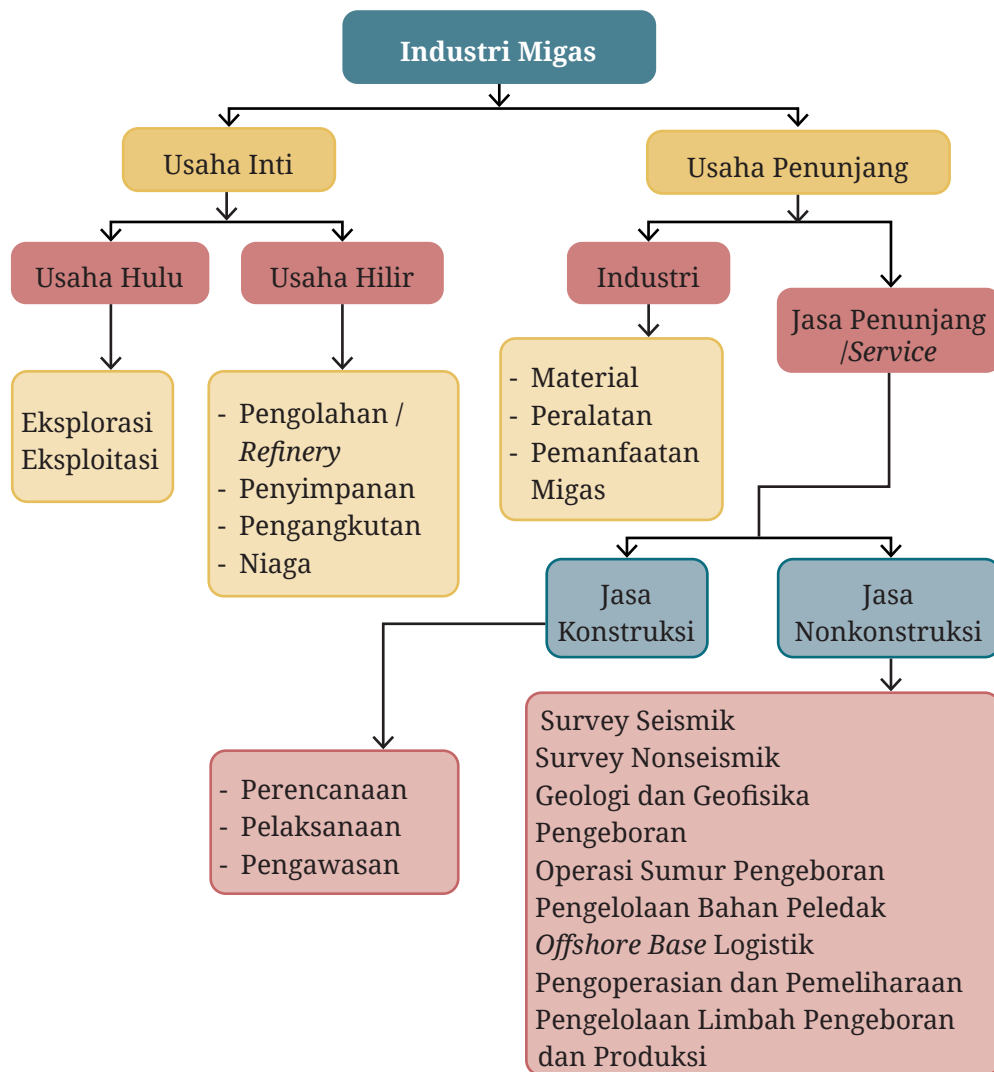 Industri Migas
Usaha Inti
Usaha Penunjang
Usaha Hulu
Usaha Hilir
Industri
Jasa Penunjang
/Service
Eksplorasi
Eksploitasi
- Pengolahan /
Refinery
- Penyimpanan
- Pengangkutan
- Niaga
- Material
- Peralatan
- Pemanfaatan
Migas
Jasa
Konstruksi
Jasa
Nonkonstruksi
- Perencanaan
- Pelaksanaan
- Pengawasan
Survey Seismik
Survey Nonseismik
Geologi dan Geofisika
Pengeboran
Operasi Sumur Pengeboran
Pengelolaan Bahan Peledak
Offshore Base Logistik
Pengoperasian dan Pemeliharaan
Pengelolaan Limbah Pengeboran
dan Produksi